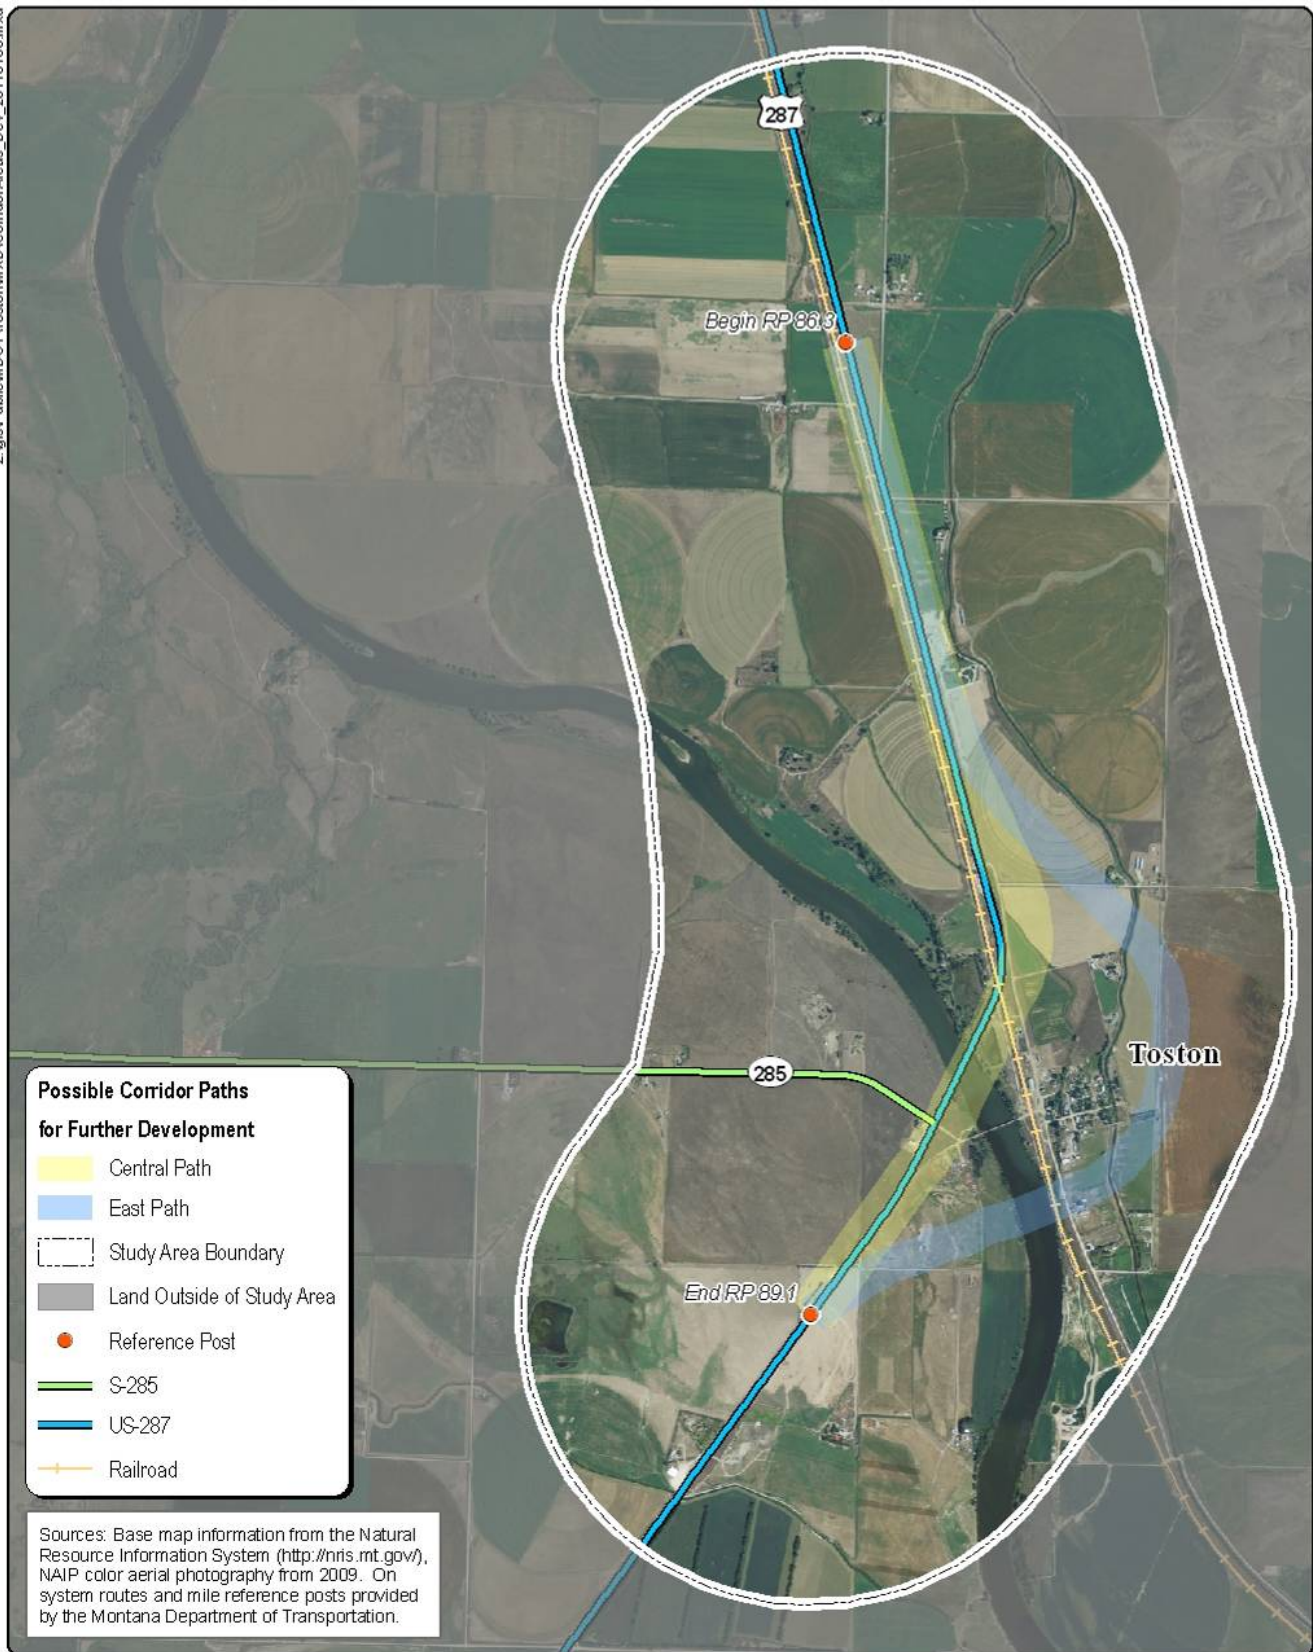 287
Begin RP 86.3
Toston
285
End RP 89.1
Possible Corridor Paths
for Further Development
Central Path
East Path
Study Area Boundary
Land Outside of Study Area
Reference Post
S-285
US-287
Railroad
Sources: Base map information from the Natural
Resource Information System (http://nris.mt.gov/),
NAIP color aerial photography from 2009. On
system routes and mile reference posts provided
by the Montana Department of Transportation.